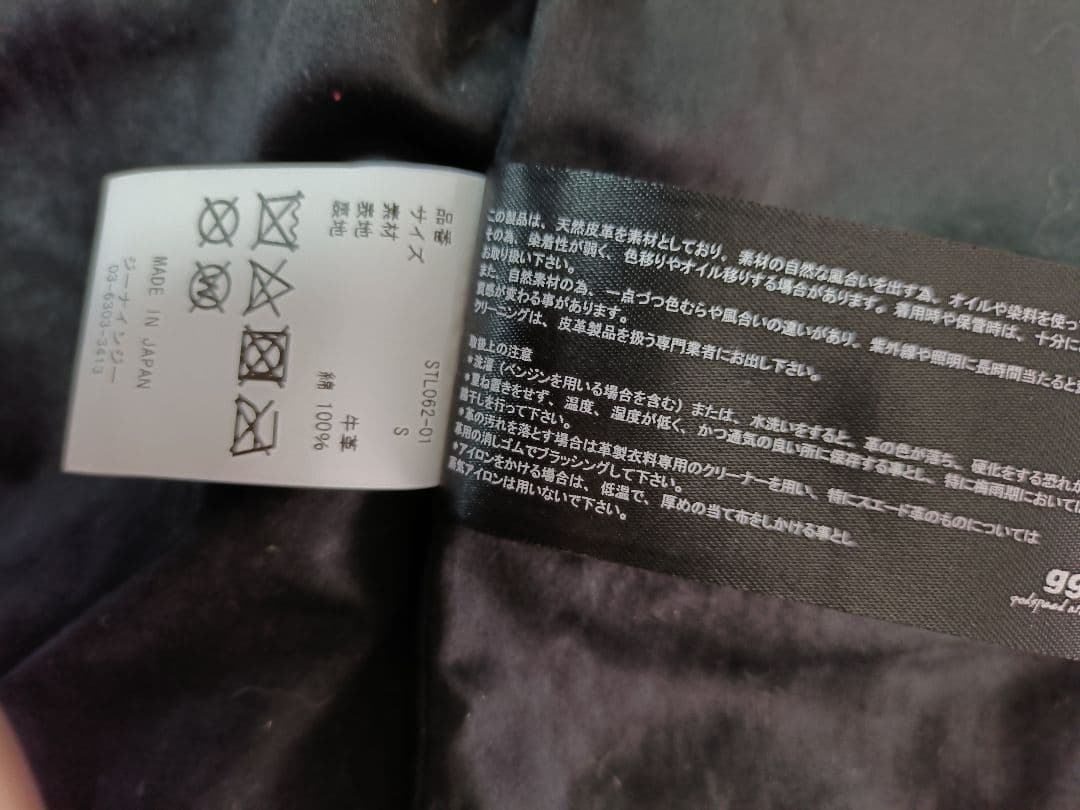 品番 STL062-01
サイズ S
素材
表地 牛革
裏地 綿 100%
MADE IN JAPAN
ジーナインジー
03-6303-3413
この製品は、天然皮革を素材としており、素材の自然な風合いを出す為、オイルや染料を使っ
その為、染着性が弱く、色移りやオイル移りする場合があります。着用時や保管時は、十分に
お取り扱い下さい。
また、自然素材の為、一点づつ色むらや風合いの違いがあり、紫外線や照明に長時間当たると
質感が変わる事があります。
クリーニングは、皮革製品を扱う専門業者にお出し下さい。
取扱上の注意
*洗濯（ベンジンを用いる場合を含む）または、水洗いをすると、革の色が落ち、硬化をする恐れが
*重ね置きをせず、温度、湿度が低く、かつ通気の良い所に保存する事とし、特に梅雨期においては
陰干しを行って下さい。
*革の汚れを落とす場合は革製衣料専用のクリーナーを用い、特にスエード革のものについては
革用の消しゴムでブラッシングして下さい。
*アイロンをかける場合は、低温で、厚めの当て布をしかける事とし
蒸気アイロンは用いないで下さい。
gg